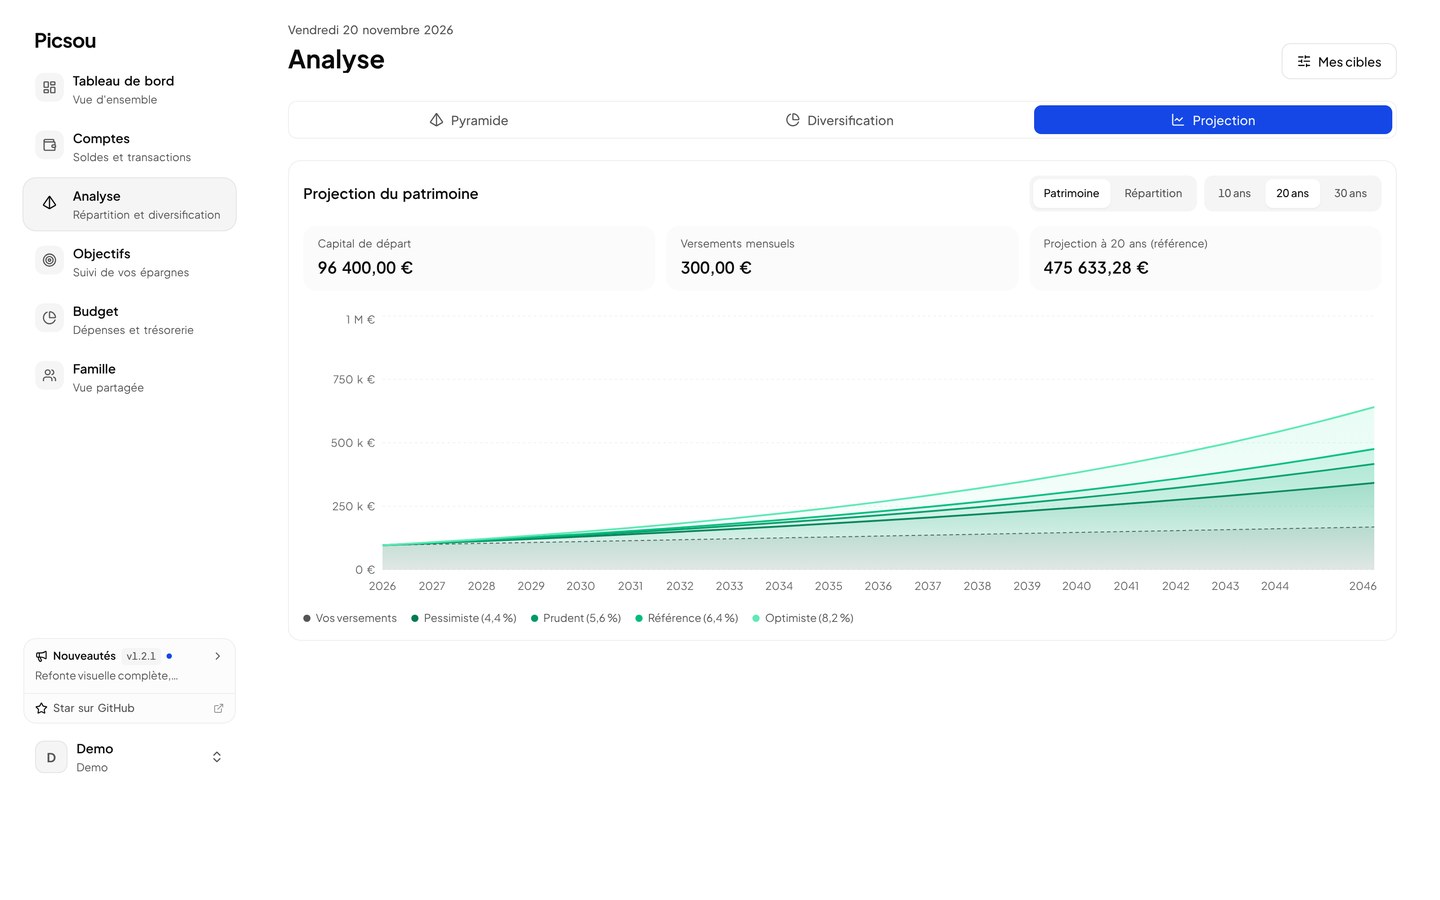 Picsou
Tableau de bord
Vue d'ensemble
Comptes
Soldes et transactions
Analyse
Répartition et diversification
Objectifs
Suivi de vos épargnes
Budget
Dépenses et trésorerie
Famille
Vue partagée
Nouveautés v1.2.1
Refonte visuelle complète,...
Star sur GitHub
D
Demo
Demo
Vendredi 20 novembre 2026
Analyse
Mes cibles
Pyramide
Diversification
Projection
Projection du patrimoine
Patrimoine Répartition
10 ans 20 ans 30 ans
Capital de départ
96 400,00 €
Versements mensuels
300,00 €
Projection à 20 ans (référence)
475 633,28 €
1 M €
750 k €
500 k €
250 k €
0 €
2026 2027 2028 2029 2030 2031 2032 2033 2034 2035 2036 2037 2038 2039 2040 2041 2042 2043 2044 2046
Vos versements Pessimiste (4,4 %) Prudent (5,6 %) Référence (6,4 %) Optimiste (8,2 %)